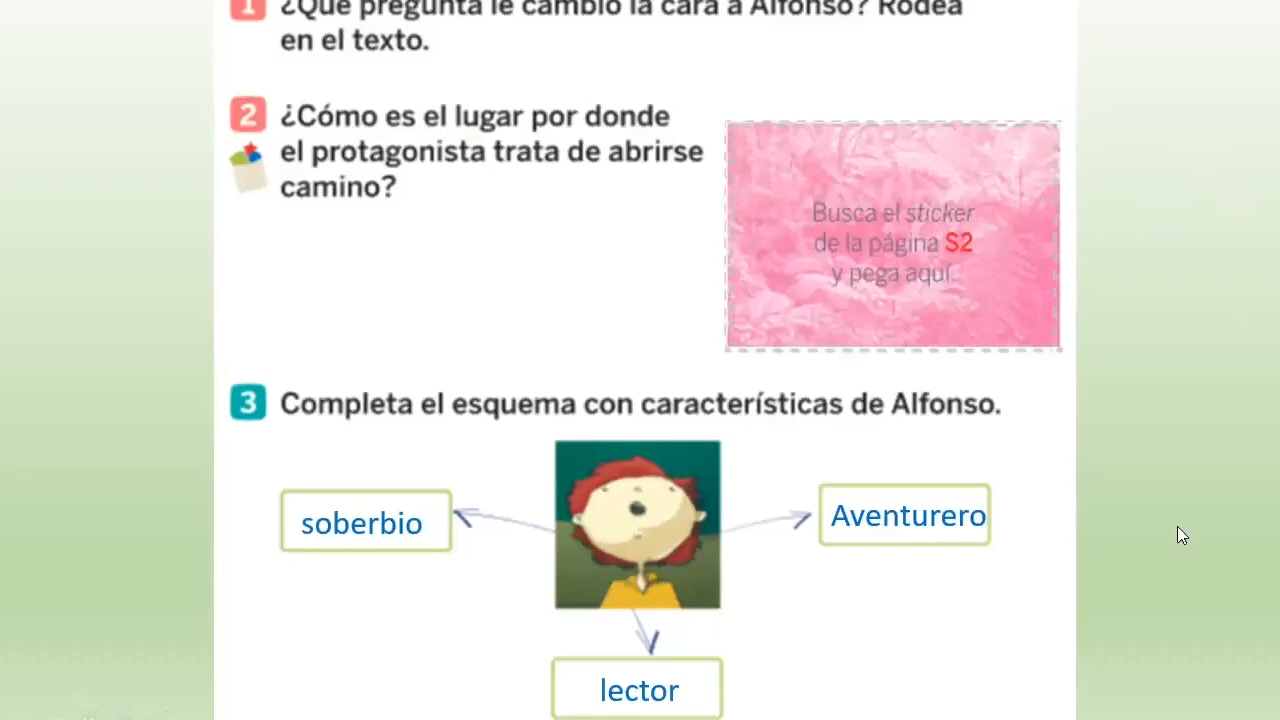 1 ¿Qué pregunta le cambió la cara a Alfonso? Rodea
en el texto.
2 ¿Cómo es el lugar por donde
el protagonista trata de abrirse
camino?
Busca el sticker
de la página S2
y pega aquí.
3 Completa el esquema con características de Alfonso.
soberbio
Aventurero
lector